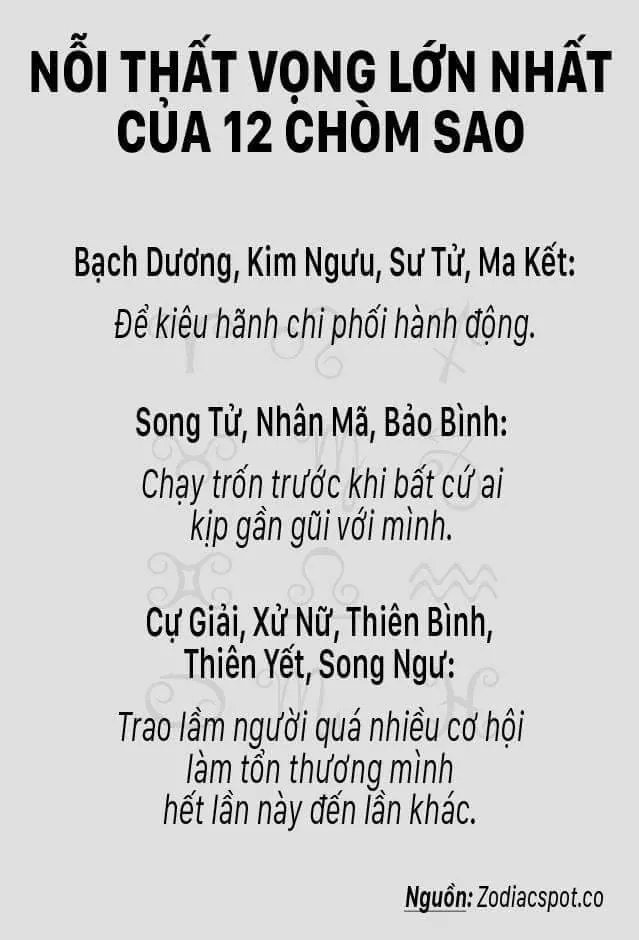 NỖI THẤT VỌNG LỚN NHẤT
CỦA 12 CHÒM SAO
Bạch Dương, Kim Ngưu, Sư Tử, Ma Kết:
Để kiêu hãnh chi phối hành động.
Song Tử, Nhân Mã, Bảo Bình:
Chạy trốn trước khi bất cứ ai
kịp gần gũi với mình.
Cự Giải, Xử Nữ, Thiên Bình,
Thiên Yết, Song Ngư:
Trao lầm người quá nhiều cơ hội
làm tổn thương mình
hết lần này đến lần khác.
Nguồn: Zodiacspot.co